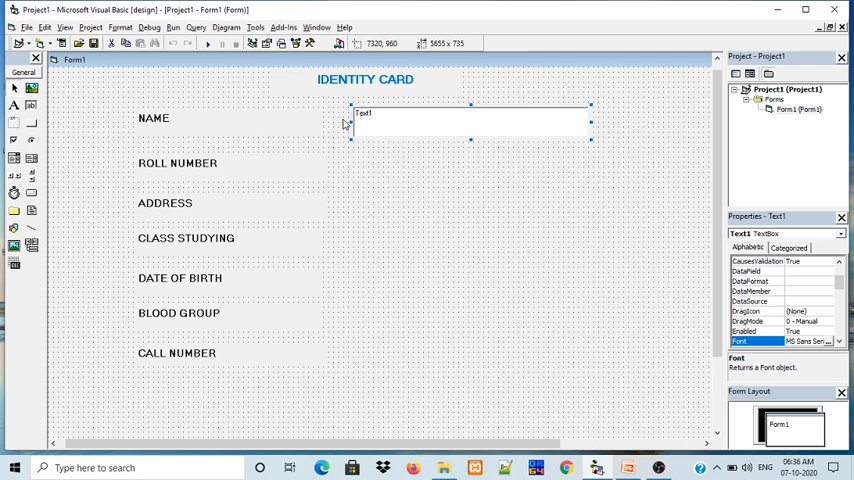 Project1 - Microsoft Visual Basic [design] - [Form1 (Form)]
File Edit View Project Format Debug Run Query Diagram Tools Add-Ins Window Help
7320, 960 5655 x 735
General
Form1
IDENTITY CARD
NAME
Text1
ROLL NUMBER
ADDRESS
CLASS STUDYING
DATE OF BIRTH
BLOOD GROUP
CALL NUMBER
Project - Project1
Project1 (Project1)
Forms
Form1 (Form1)
Properties - Text1
Text1 TextBox
Alphabetic Categorized
CausesValidation True
DataField
DataFormat
DataMember
DataSource
DragIcon (None)
DragMode 0 - Manual
Enabled True
Font MS Sans Seri ...
Font
Returns a Font object.
Form Layout
Form1
Type here to search
ENG
06:36 AM
07-10-2020